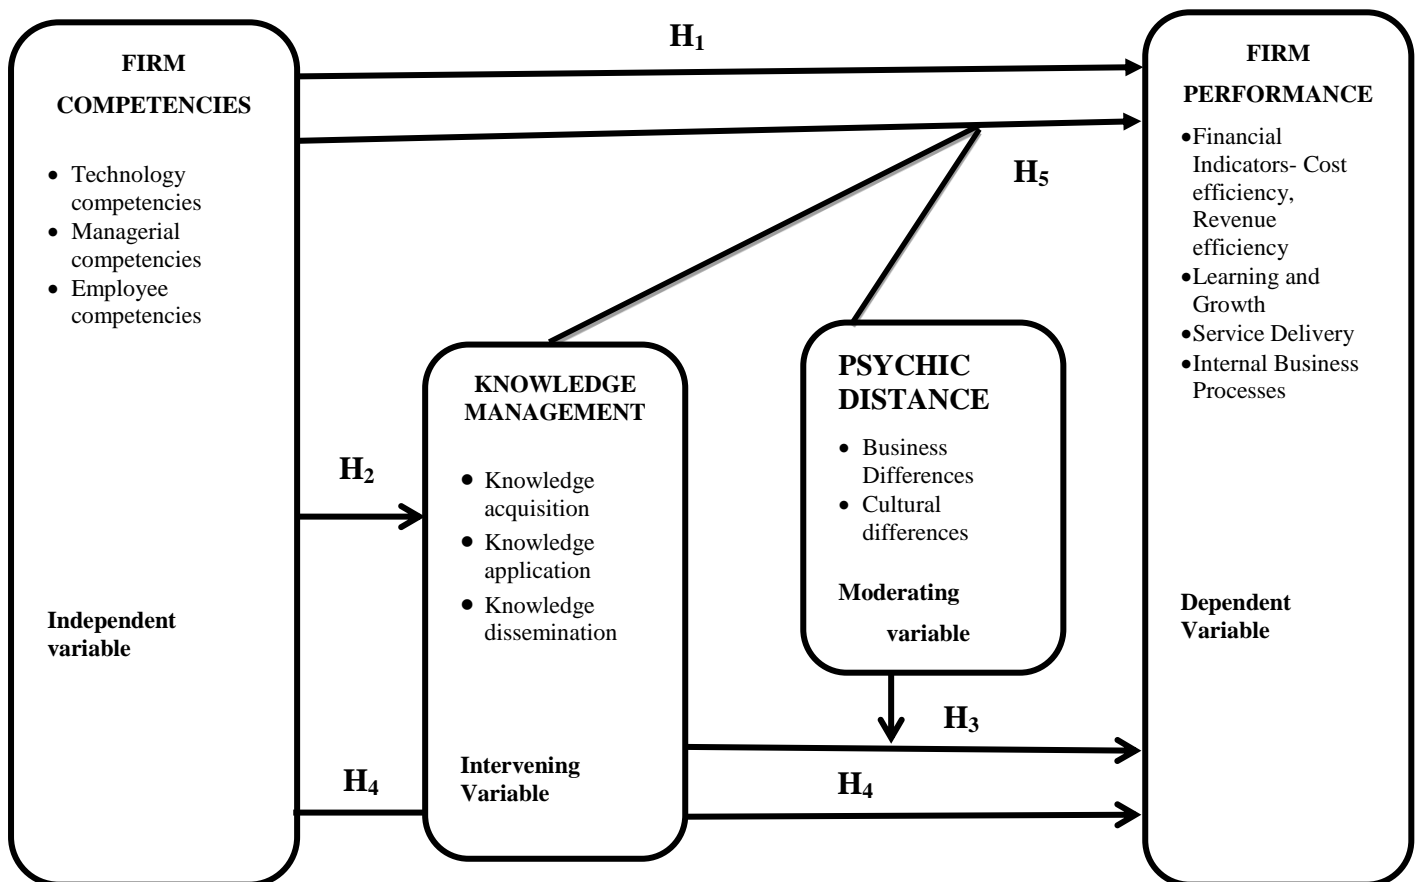 FIRM
COMPETENCIES
• Technology
competencies
• Managerial
competencies
• Employee
competencies
Independent
variable
H1
H5
H2
H4
KNOWLEDGE
MANAGEMENT
• Knowledge
acquisition
• Knowledge
application
• Knowledge
dissemination
Intervening
Variable
PSYCHIC
DISTANCE
• Business
Differences
• Cultural
differences
Moderating
variable
H3
H4
FIRM
PERFORMANCE
•Financial
Indicators- Cost
efficiency,
Revenue
efficiency
•Learning and
Growth
•Service Delivery
•Internal Business
Processes
Dependent
Variable